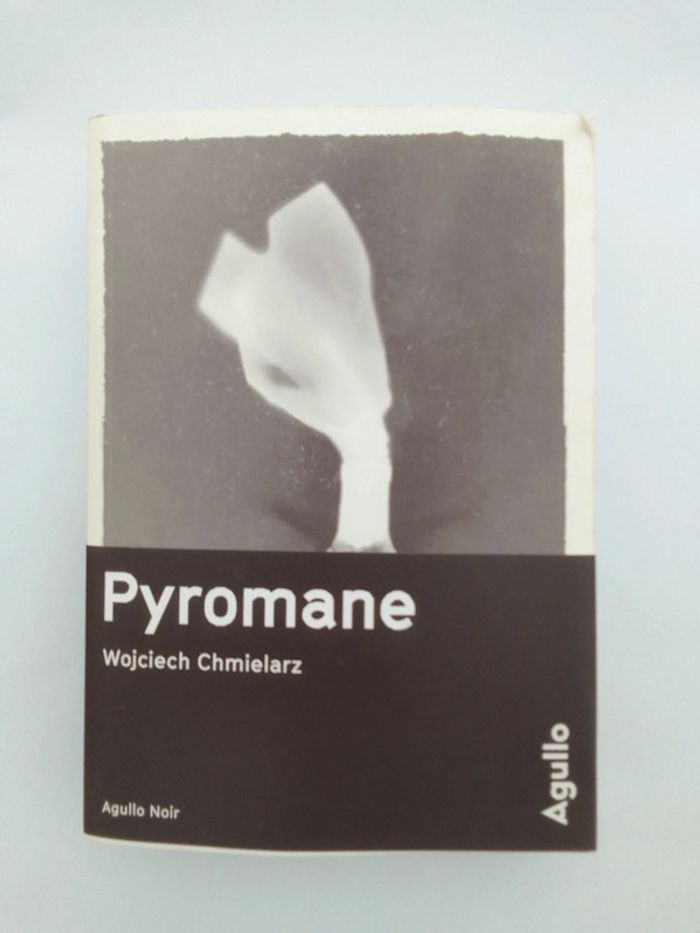 Pyromane
Wojciech Chmielarz
Agullo Noir
Agullo